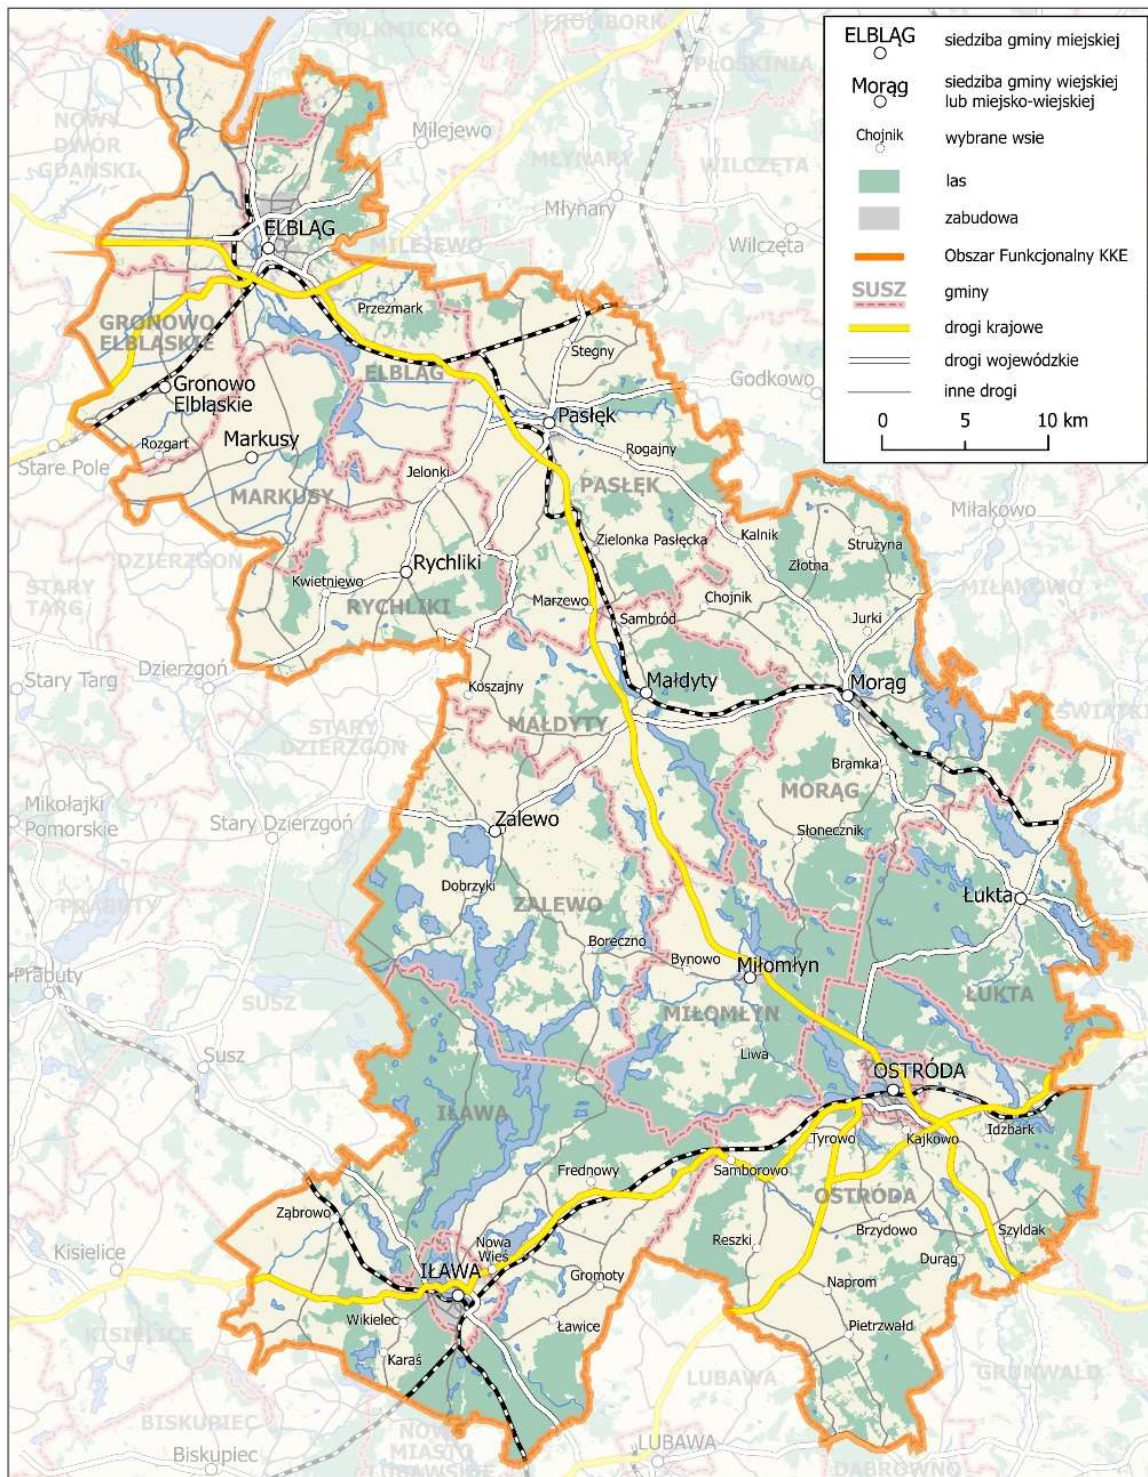 TOLKMICKO
FROMBORK
PŁOSKINIA
ELBLĄG
siedziba gminy miejskiej
Morąg
siedziba gminy wiejskiej
lub miejsko-wiejskiej
Chojnik
wybrane wsie
las
zabudowa
Obszar Funkcjonalny KKE
SUSZ
gminy
drogi krajowe
drogi wojewódzkie
inne drogi
0 5 10 km
NOWY
DWÓR
GDAŃSKI
Milejewo
MŁYNARY
WILCZĘTA
Młynary
Wilczęta
ELBLĄG
MILEJEWO
Przezmark
GRONOWO
ELBLĄSKIE
Stegny
ELBLĄG
Godkowo
Gronowo
Elbląskie
Pasłęk
Rozgart
Markusy
Stare Pole
Rogajny
Jelonki
MARKUSY
PASŁĘK
Miłakowo
DZIERZGOŃ
STARY
TARG
Zielonka Pasłęcka
Kalnik
Strużyna
Złotna
MIŁAKOWO
Rychliki
Kwietniewo
RYCHLIKI
Marzewo
Chojnik
Sambród
Jurki
Dzierzgoń
Stary Targ
Koszajny
Małdyty
Morąg
STARY
DZIERZGOŃ
MAŁDYTY
Bramka
MORĄG
Mikołajki
Pomorskie
Stary Dzierzgoń
Zalewo
Słonecznik
Dobrzyki
Łukta
PRABUTY
ZALEWO
Boreczno
Bynowo
Miłomłyn
Prabuty
SUSZ
MIŁOMŁYN
ŁUKTA
Liwa
Susz
OSTRÓDA
IŁAWA
Tyrowo
Kajkowo
Idzbark
Frednowy
Samborowo
OSTRÓDA
Ząbrowo
Brzydowo
Szyldak
Kisielice
Nowa
Wieś
Reszki
Durąg
IŁAWA
Gromoty
Naprom
Wikielec
Ławice
Pietrzwałd
KISIELICE
Karaś
LUBAWA
GRUNWALD
BISKUPIEC
NOWE
MIASTO
LUBAWSKIE
Biskupiec
LUBAWA
DĄBRÓWNO